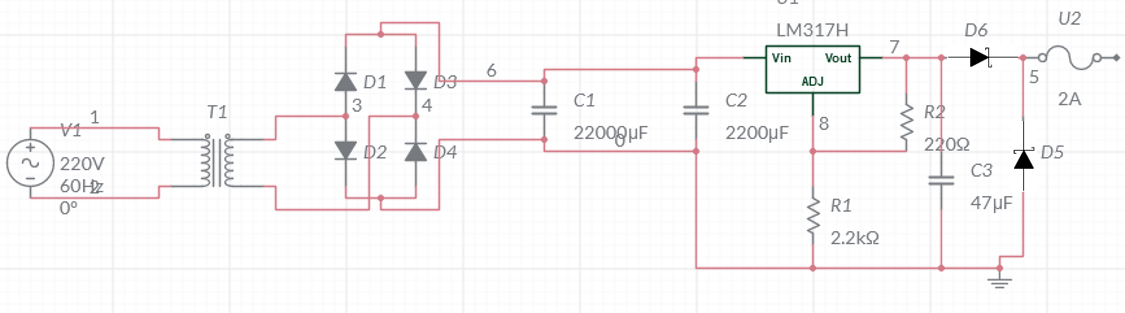 1
V1
220V
60Hz
2
0°
T1
D1
D3
3
4
D2
D4
6
C1
22000µF
0
C2
2200µF
LM317H
Vin
Vout
ADJ
7
8
R2
220Ω
R1
2.2kΩ
C3
47µF
D6
5
D5
U2
2A